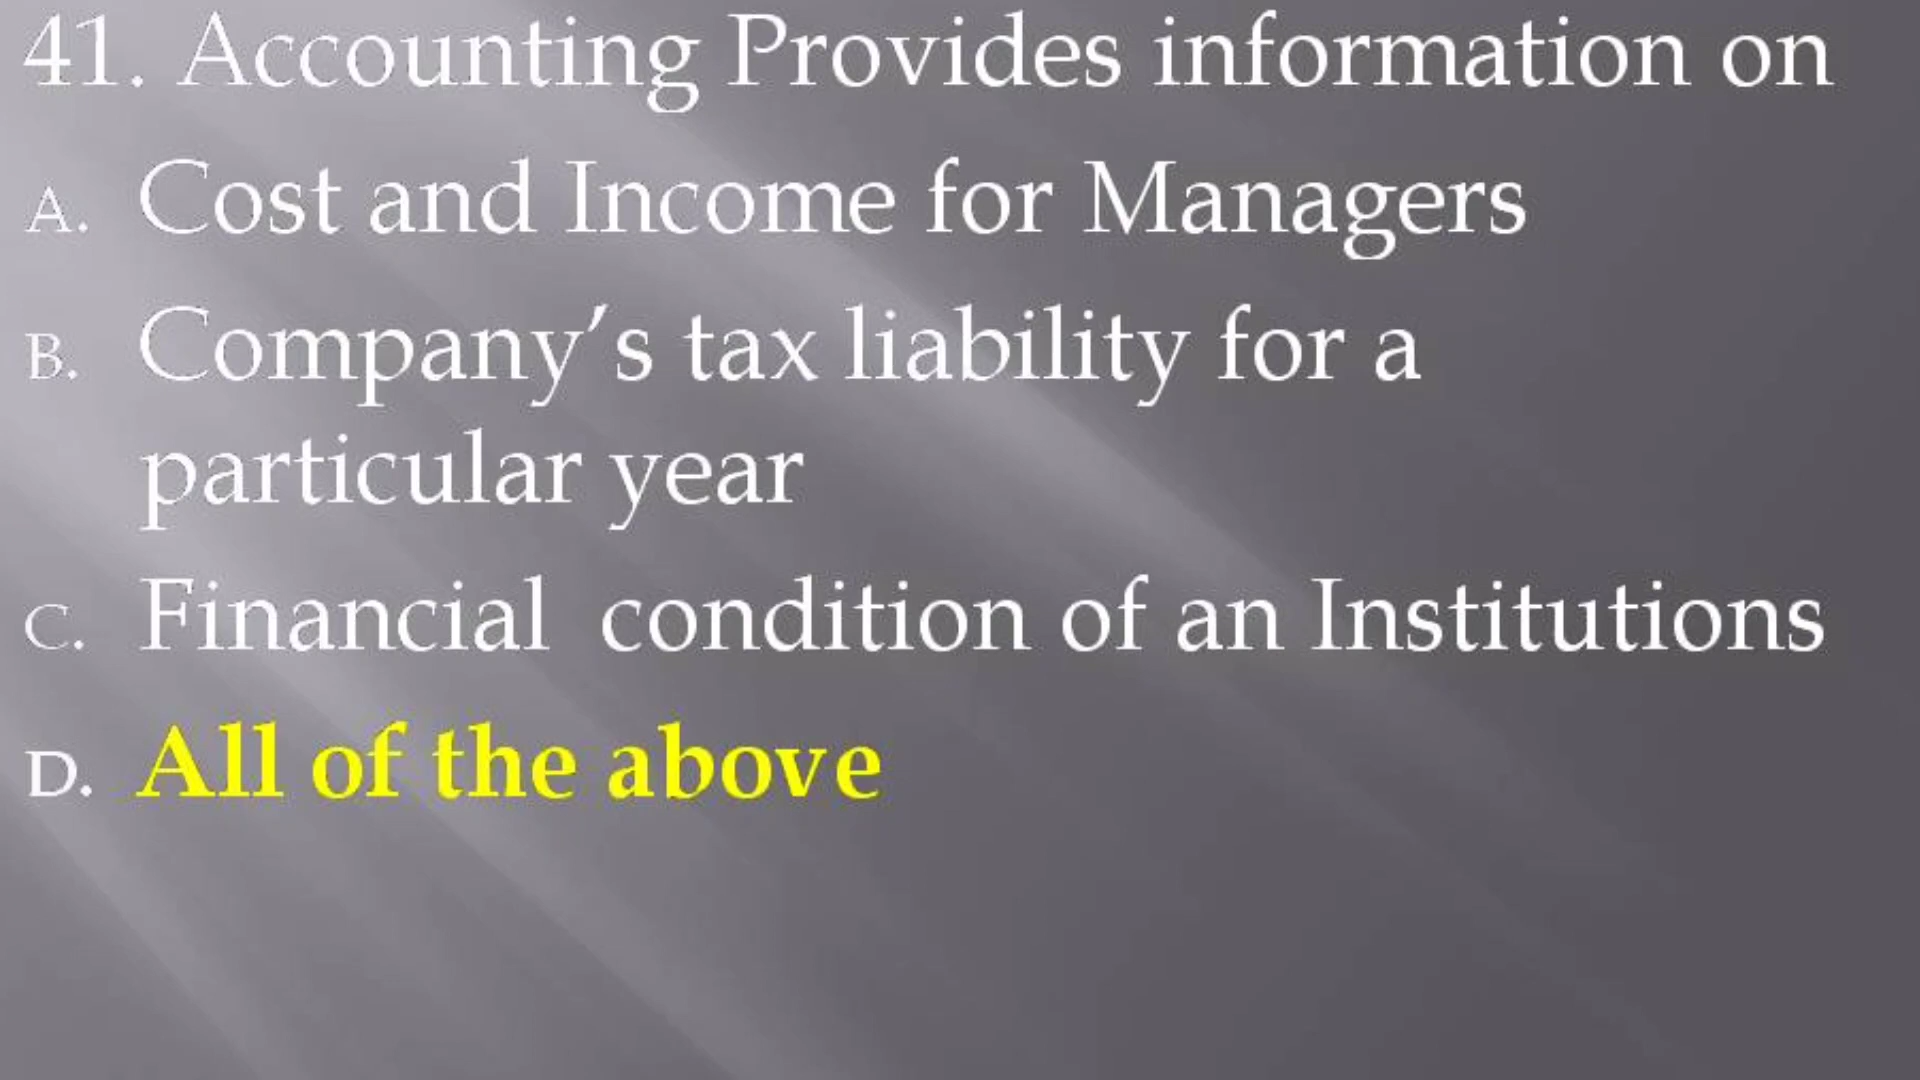 41. Accounting Provides information on
A. Cost and Income for Managers
B. Company’s tax liability for a
particular year
C. Financial condition of an Institutions
D. All of the above